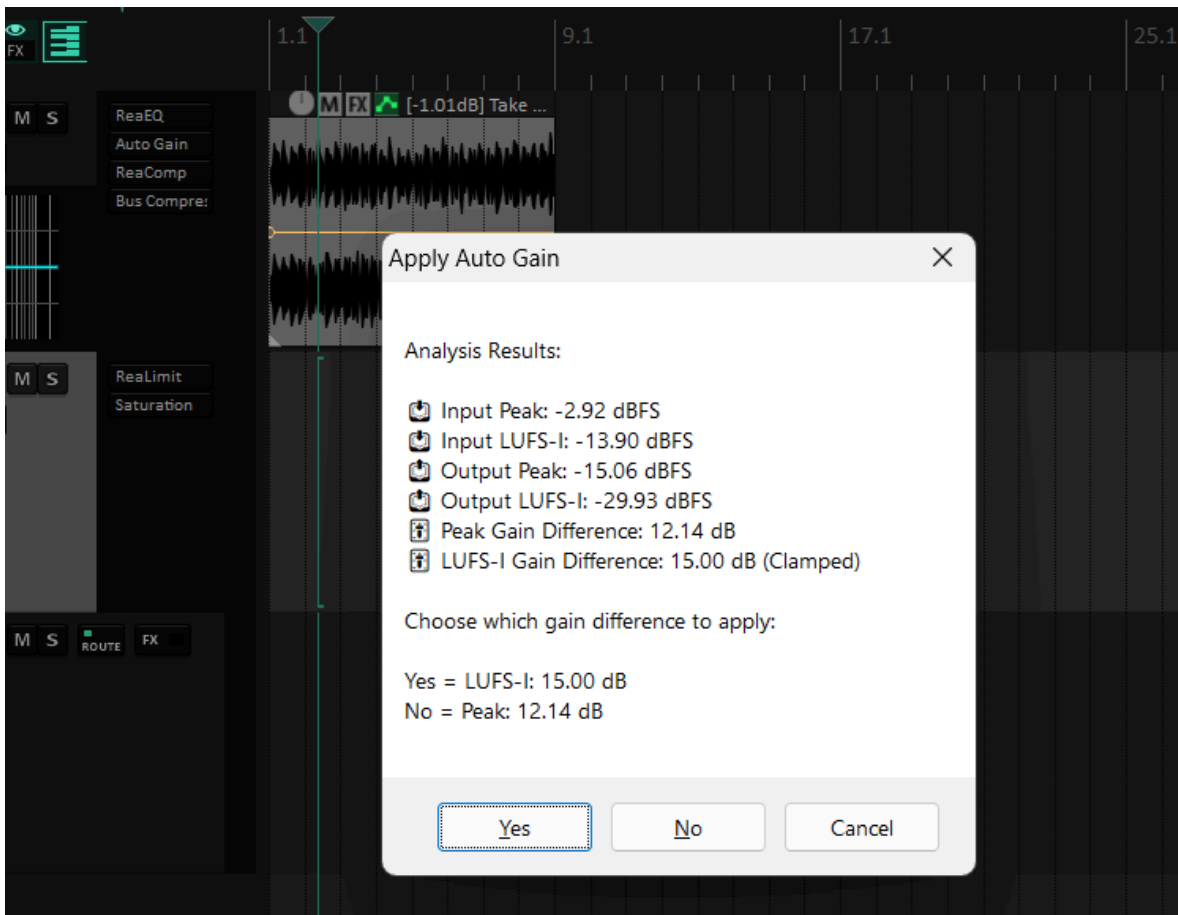 1.1
9.1
17.1
25.1
FX
M FX [-1.01dB] Take ...
M S
ReaEQ
Auto Gain
ReaComp
Bus Compre:
Apply Auto Gain
Analysis Results:
Input Peak: -2.92 dBFS
Input LUFS-I: -13.90 dBFS
Output Peak: -15.06 dBFS
Output LUFS-I: -29.93 dBFS
Peak Gain Difference: 12.14 dB
LUFS-I Gain Difference: 15.00 dB (Clamped)
Choose which gain difference to apply:
Yes = LUFS-I: 15.00 dB
No = Peak: 12.14 dB
Yes
No
Cancel
M S
ReaLimit
Saturation
M S ROUTE FX